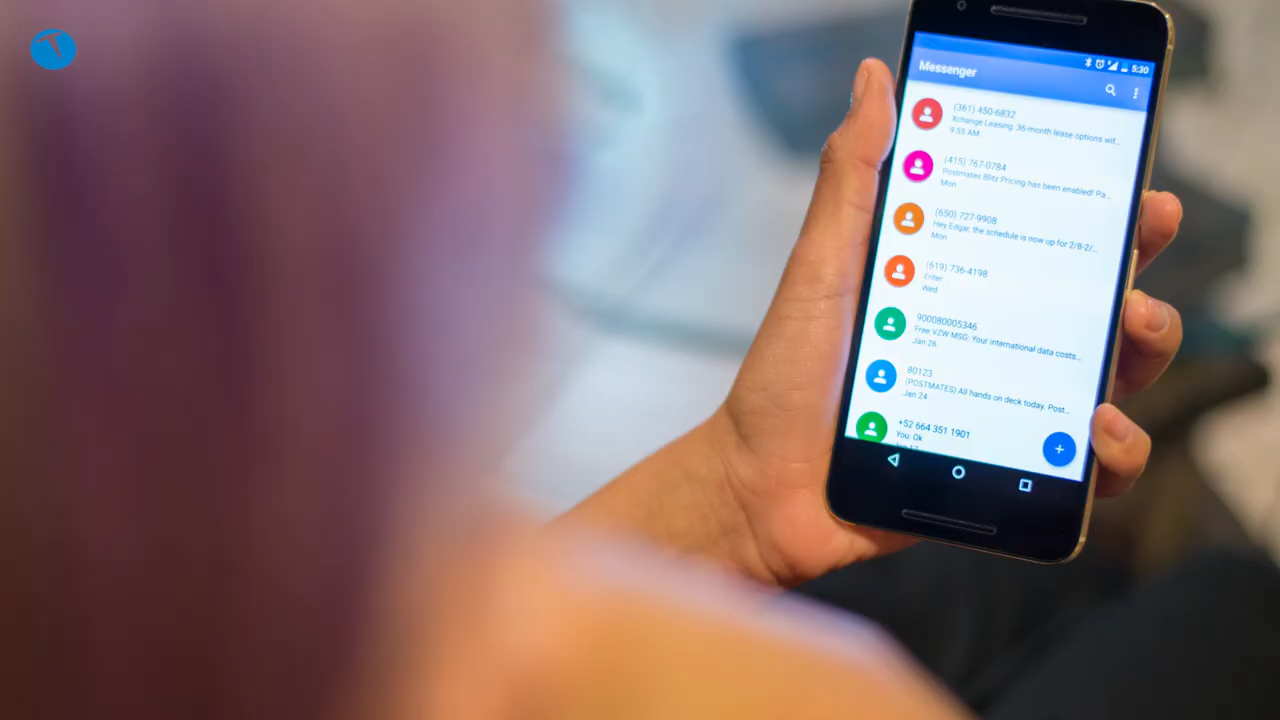 5:30
Messenger
(361) 450-6832
Xchange Leasing: 36-month lease options wit...
9:55 AM
(415) 767-0784
Postmates Blitz Pricing has been enabled! Pa...
Mon
(650) 727-9908
Hey Edgar, the schedule is now up for 2/8-2/...
Mon
(619) 736-4198
Enter:
Wed
900080005346
Free VZW MSG: Your international data costs...
Jan 26
80123
(POSTMATES) All hands on deck today. Post...
Jan 24
+52 664 351 1901
You: Ok